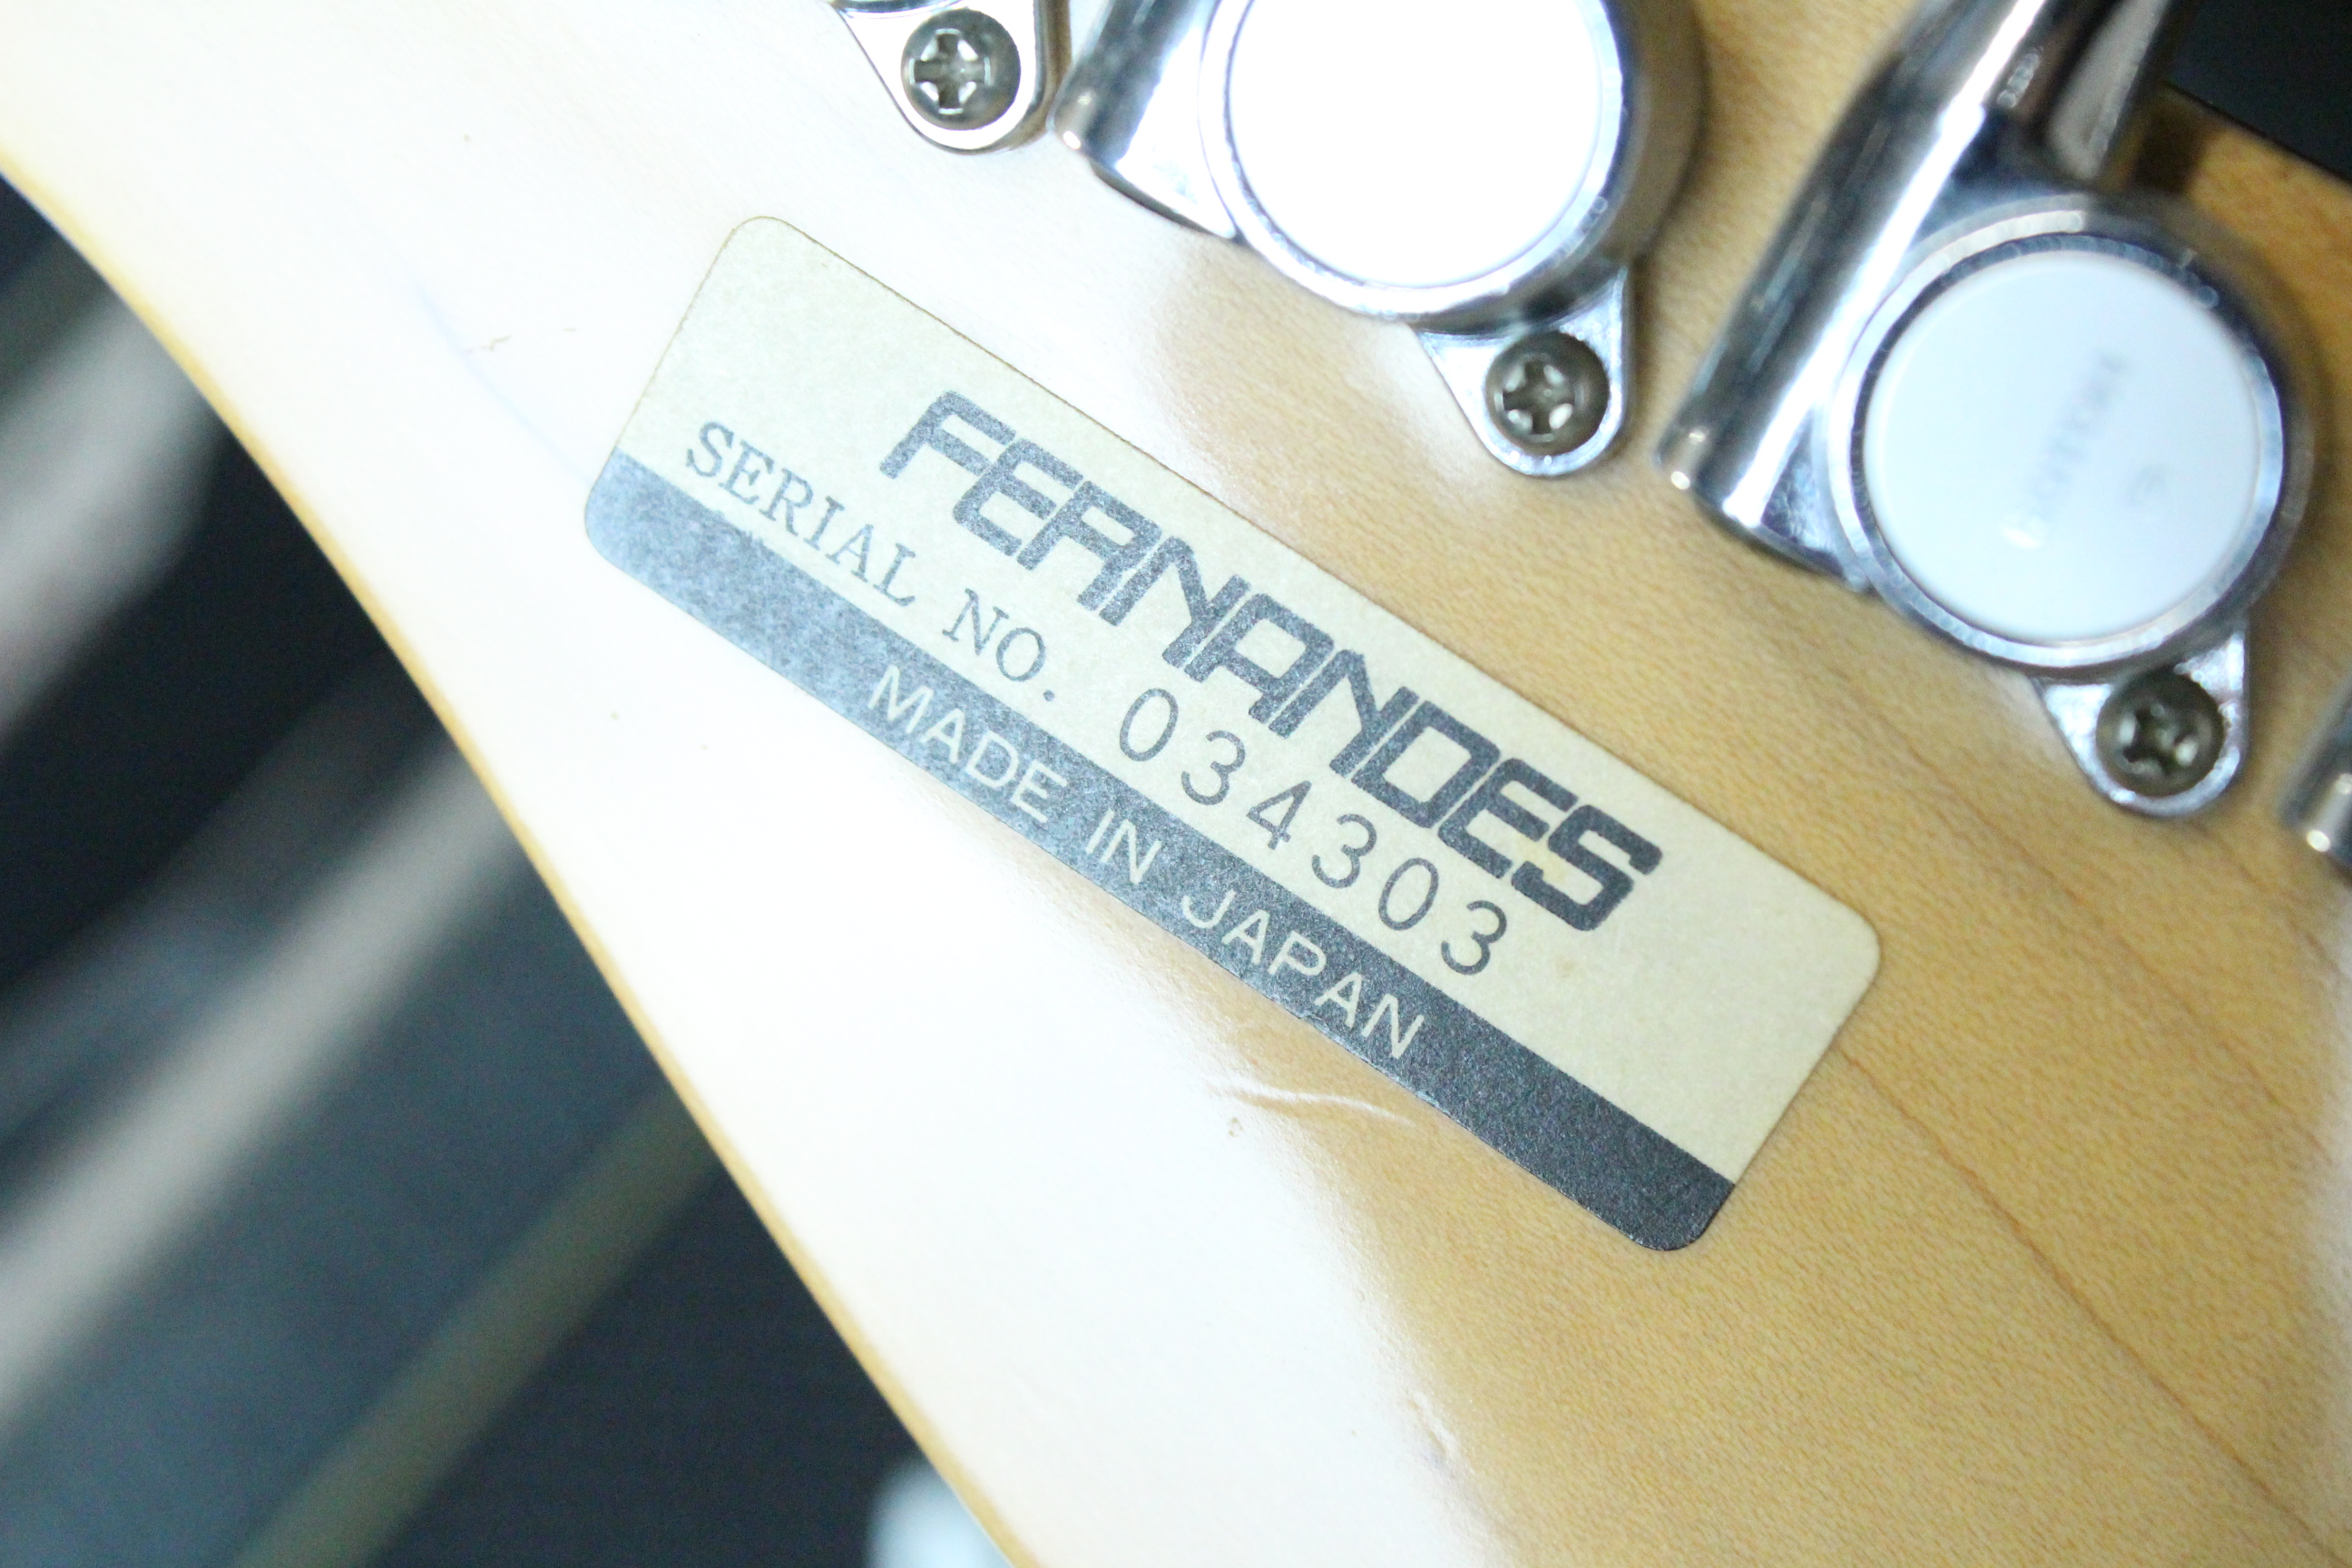 FERNANDES
SERIAL NO. 034303
MADE IN JAPAN